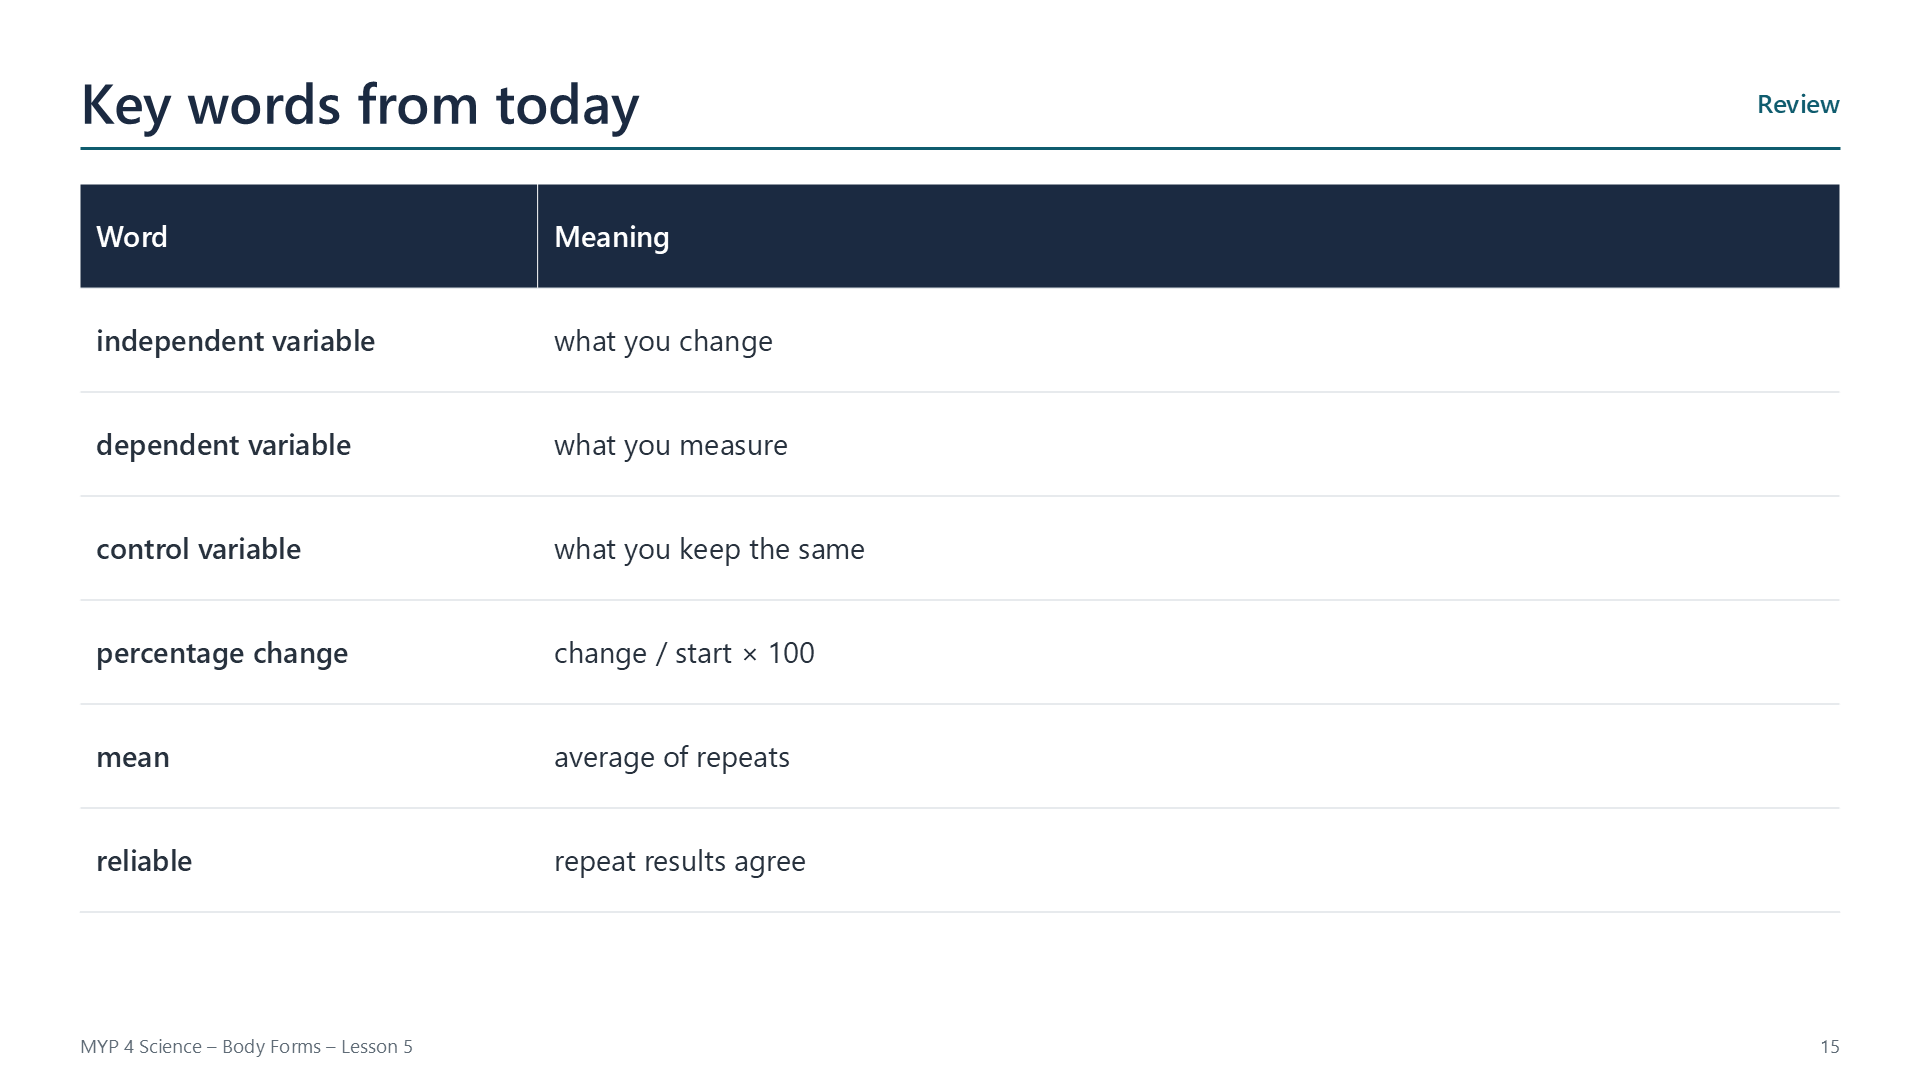 Key words from today
Review
Word Meaning
independent variable what you change
dependent variable what you measure
control variable what you keep the same
percentage change change / start × 100
mean average of repeats
reliable repeat results agree
MYP 4 Science – Body Forms – Lesson 5
15